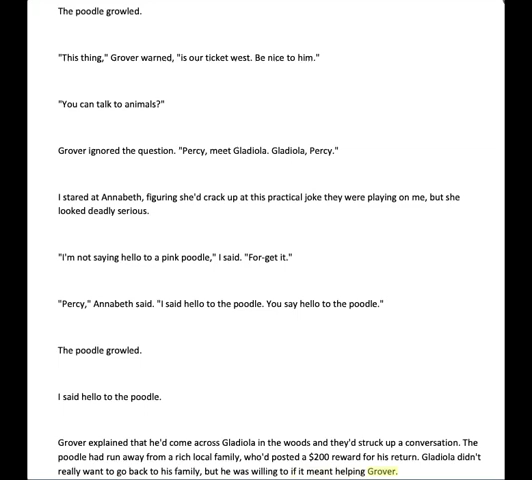 The poodle growled.
"This thing," Grover warned, "is our ticket west. Be nice to him."
"You can talk to animals?"
Grover ignored the question. "Percy, meet Gladiola. Gladiola, Percy."
I stared at Annabeth, figuring she'd crack up at this practical joke they were playing on me, but she
looked deadly serious.
"I'm not saying hello to a pink poodle," I said. "For-get it."
"Percy," Annabeth said. "I said hello to the poodle. You say hello to the poodle."
The poodle growled.
I said hello to the poodle.
Grover explained that he'd come across Gladiola in the woods and they'd struck up a conversation. The
poodle had run away from a rich local family, who'd posted a $200 reward for his return. Gladiola didn't
really want to go back to his family, but he was willing to if it meant helping Grover.